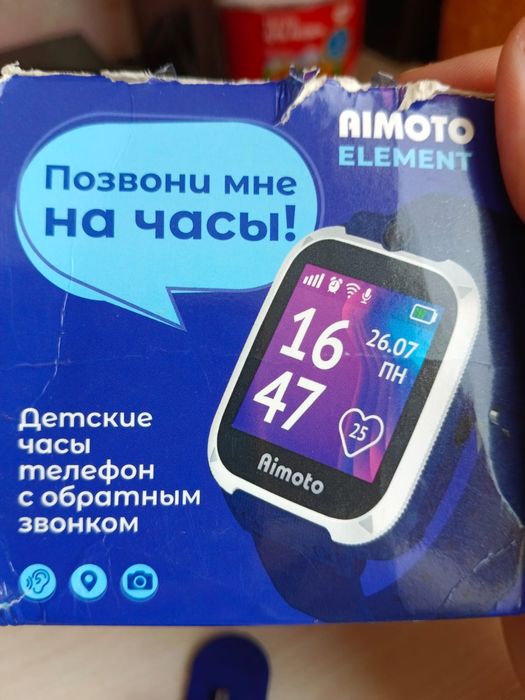 AIMOTO
ELEMENT
Позвони мне
на часы!
16
47
26.07
ПН
25
Aimoto
Детские
часы
телефон
с обратным
звонком